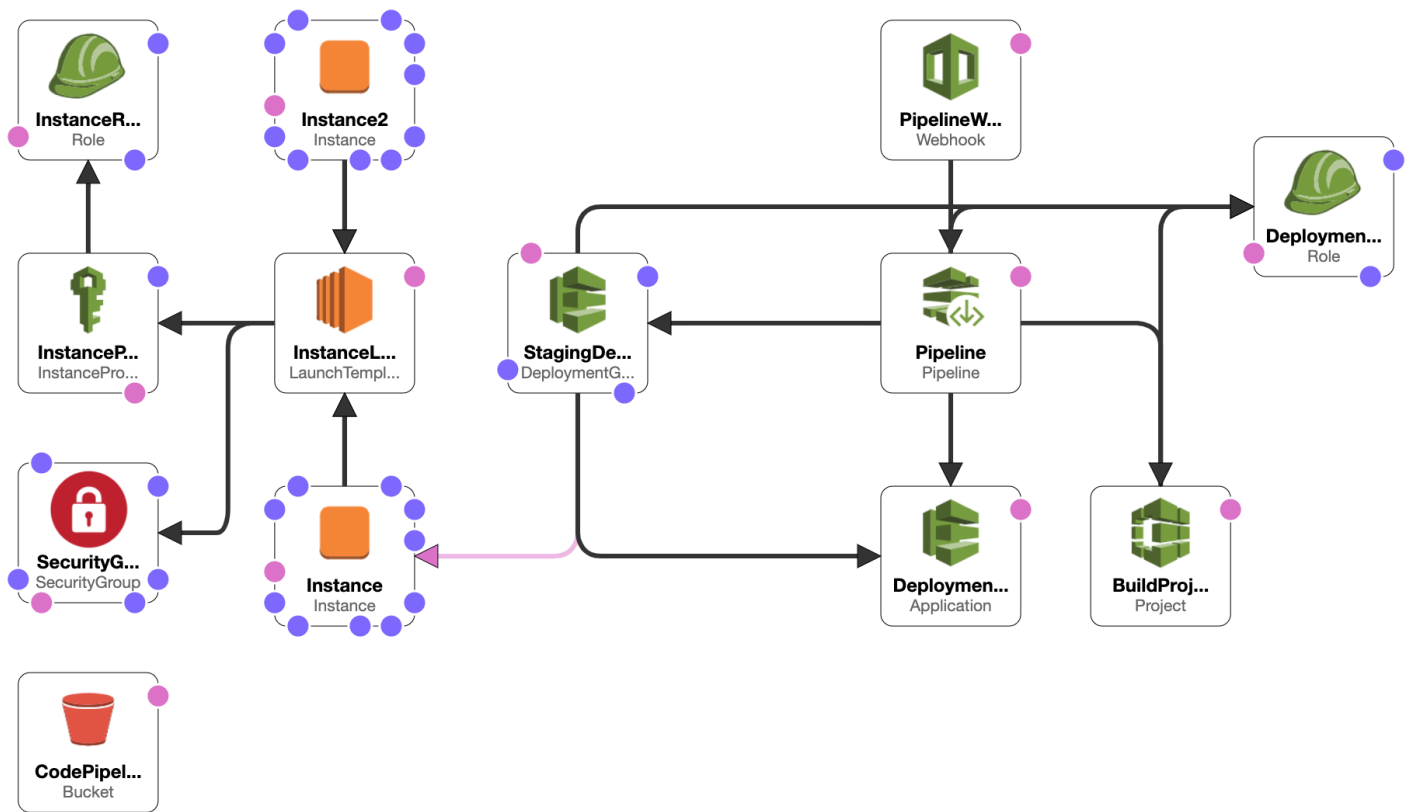 InstanceR...
Role
Instance2
Instance
PipelineW...
Webhook
Deploymen...
Role
InstanceP...
InstancePro...
InstanceL...
LaunchTempl...
StagingDe...
DeploymentG...
Pipeline
Pipeline
SecurityG...
SecurityGroup
Instance
Instance
Deploymen...
Application
BuildProj...
Project
CodePipel...
Bucket